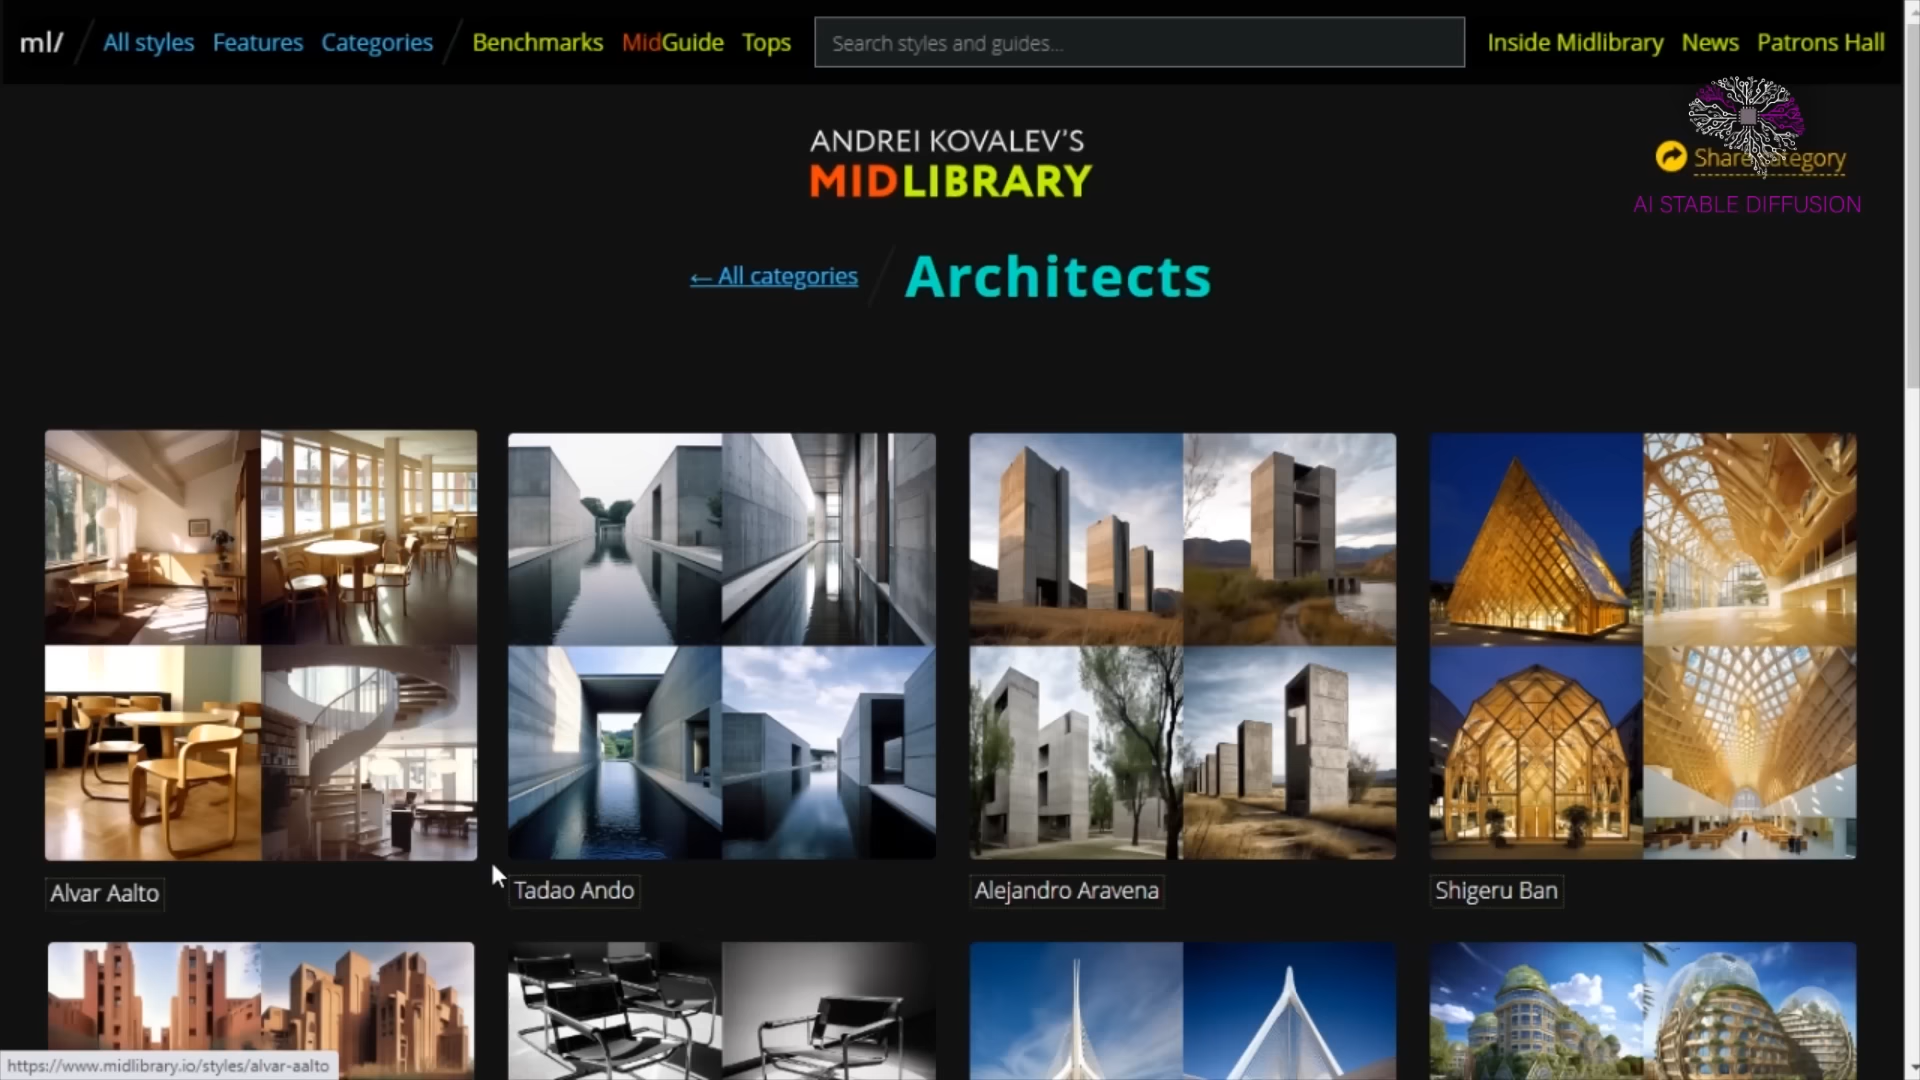 ml/ All styles Features Categories Benchmarks MidGuide Tops Search styles and guides... Inside Midlibrary News Patrons Hall
ANDREI KOVALEV'S
MIDLIBRARY
Share category
AI STABLE DIFFUSION
← All categories Architects
Alvar Aalto Tadao Ando Alejandro Aravena Shigeru Ban
https://www.midlibrary.io/styles/alvar-aalto